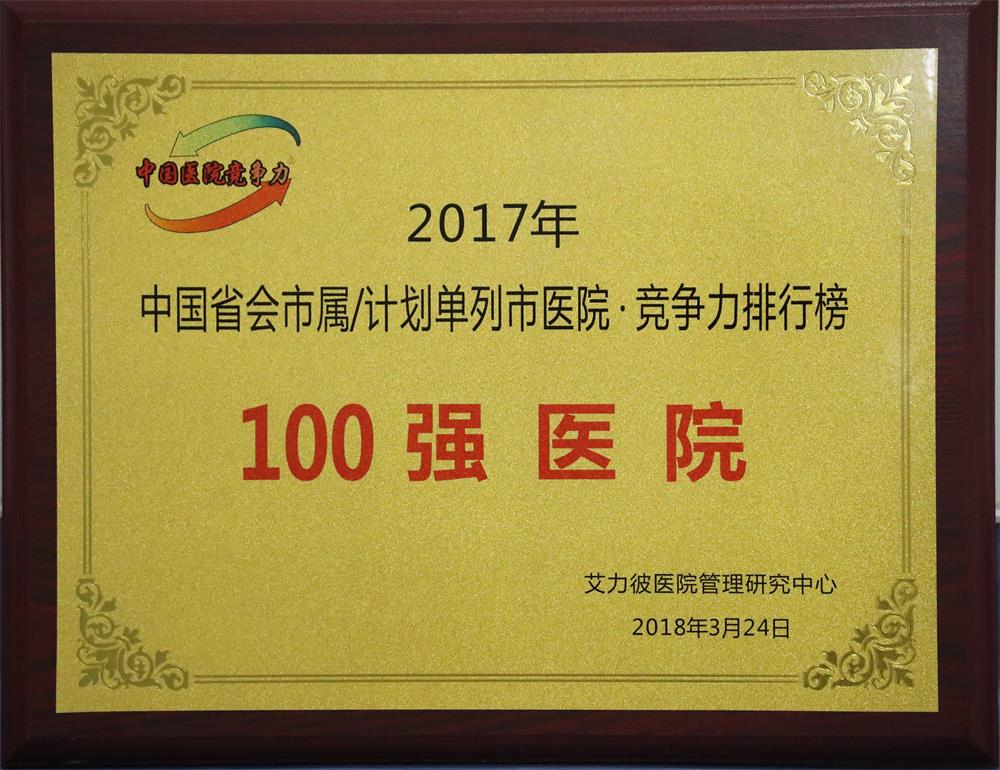 中国医院竞争力
2017年
中国省会市属/计划单列市医院·竞争力排行榜
100强医院
艾力彼医院管理研究中心
2018年3月24日